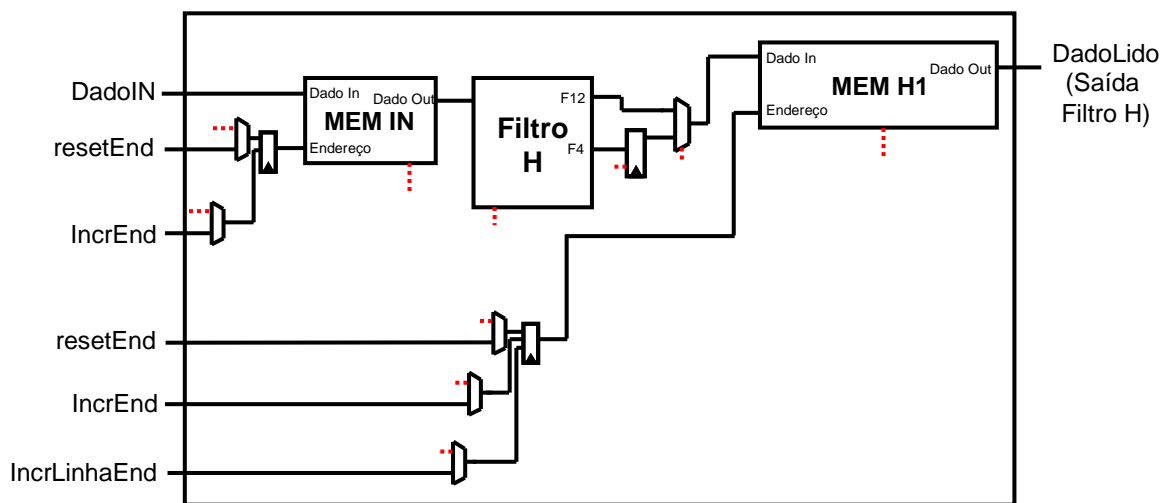 DadoIN
resetEnd
IncrEnd
resetEnd
IncrEnd
IncrLinhaEnd
Dado In
Dado Out
MEM IN
Endereço
Filtro
H
F12
F4
Dado In
Dado Out
MEM H1
Endereço
DadoLido
(Saída
Filtro H)